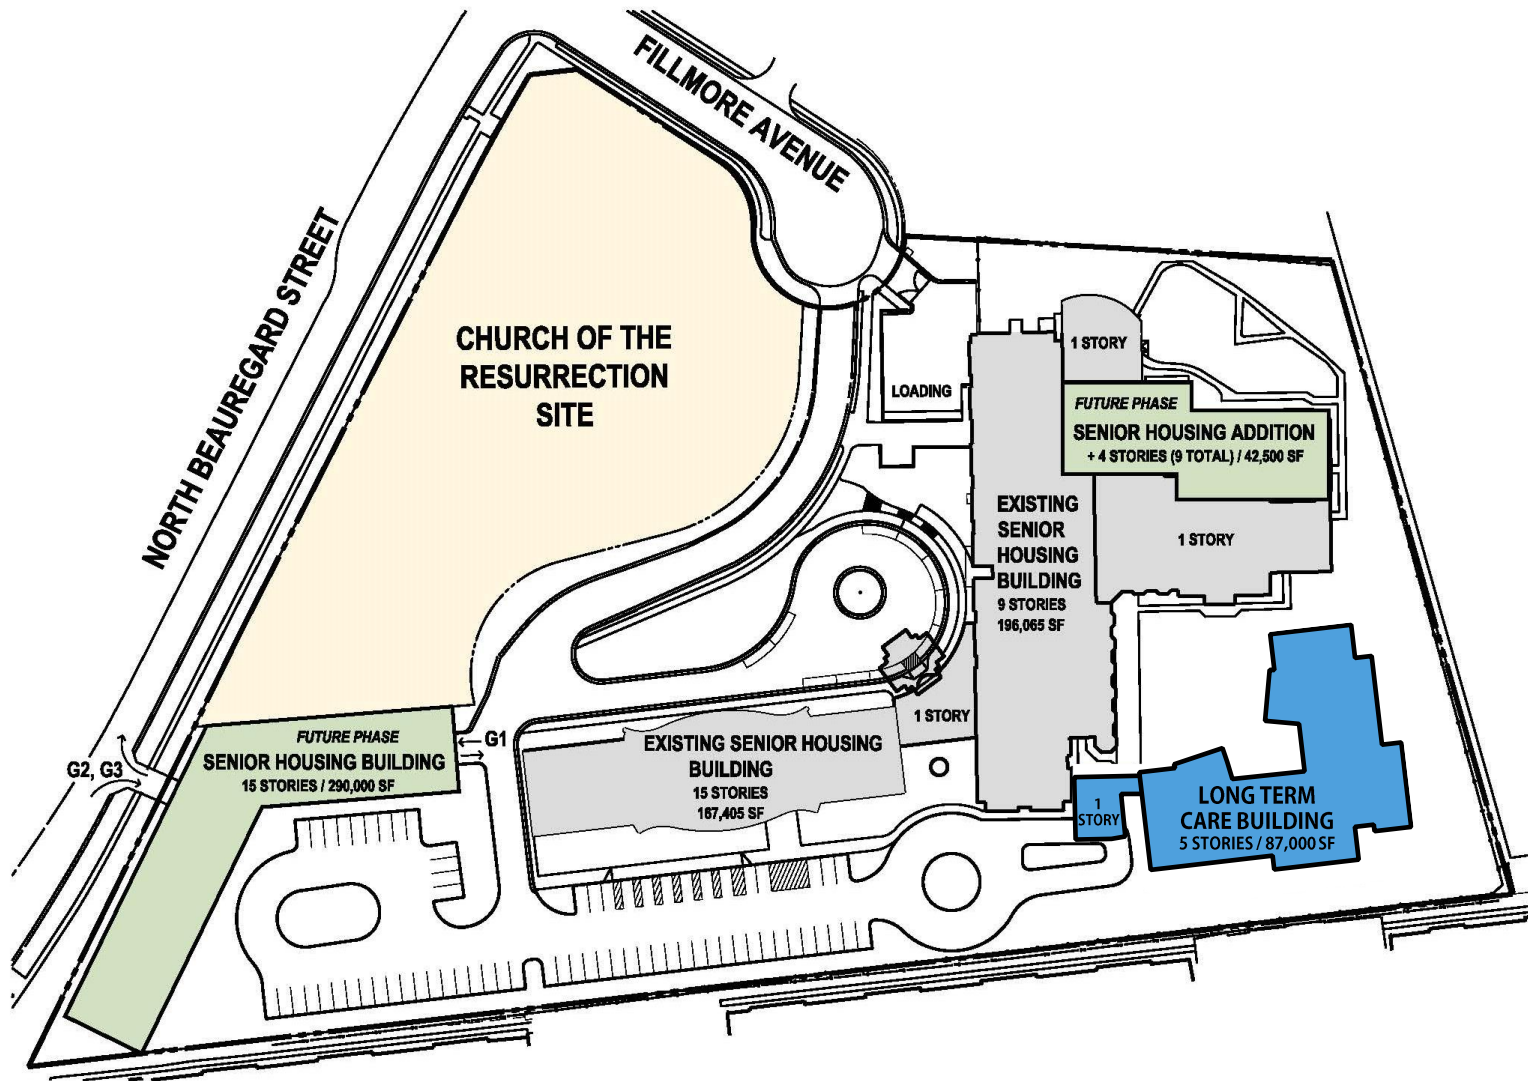 FILLMORE AVENUE
NORTH BEAUREGARD STREET
CHURCH OF THE
RESURRECTION
SITE
LOADING
1 STORY
FUTURE PHASE
SENIOR HOUSING ADDITION
+ 4 STORIES (9 TOTAL) / 42,500 SF
EXISTING
SENIOR
HOUSING
BUILDING
9 STORIES
196,065 SF
1 STORY
1 STORY
FUTURE PHASE
SENIOR HOUSING BUILDING
15 STORIES / 290,000 SF
G1
G2, G3
EXISTING SENIOR HOUSING
BUILDING
15 STORIES
167,405 SF
1
STORY
LONG TERM
CARE BUILDING
5 STORIES / 87,000 SF